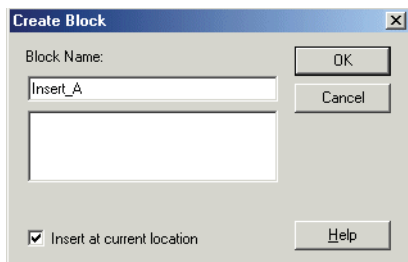 Create Block
Block Name:
OK
Insert_A
Cancel
Insert at current location
Help